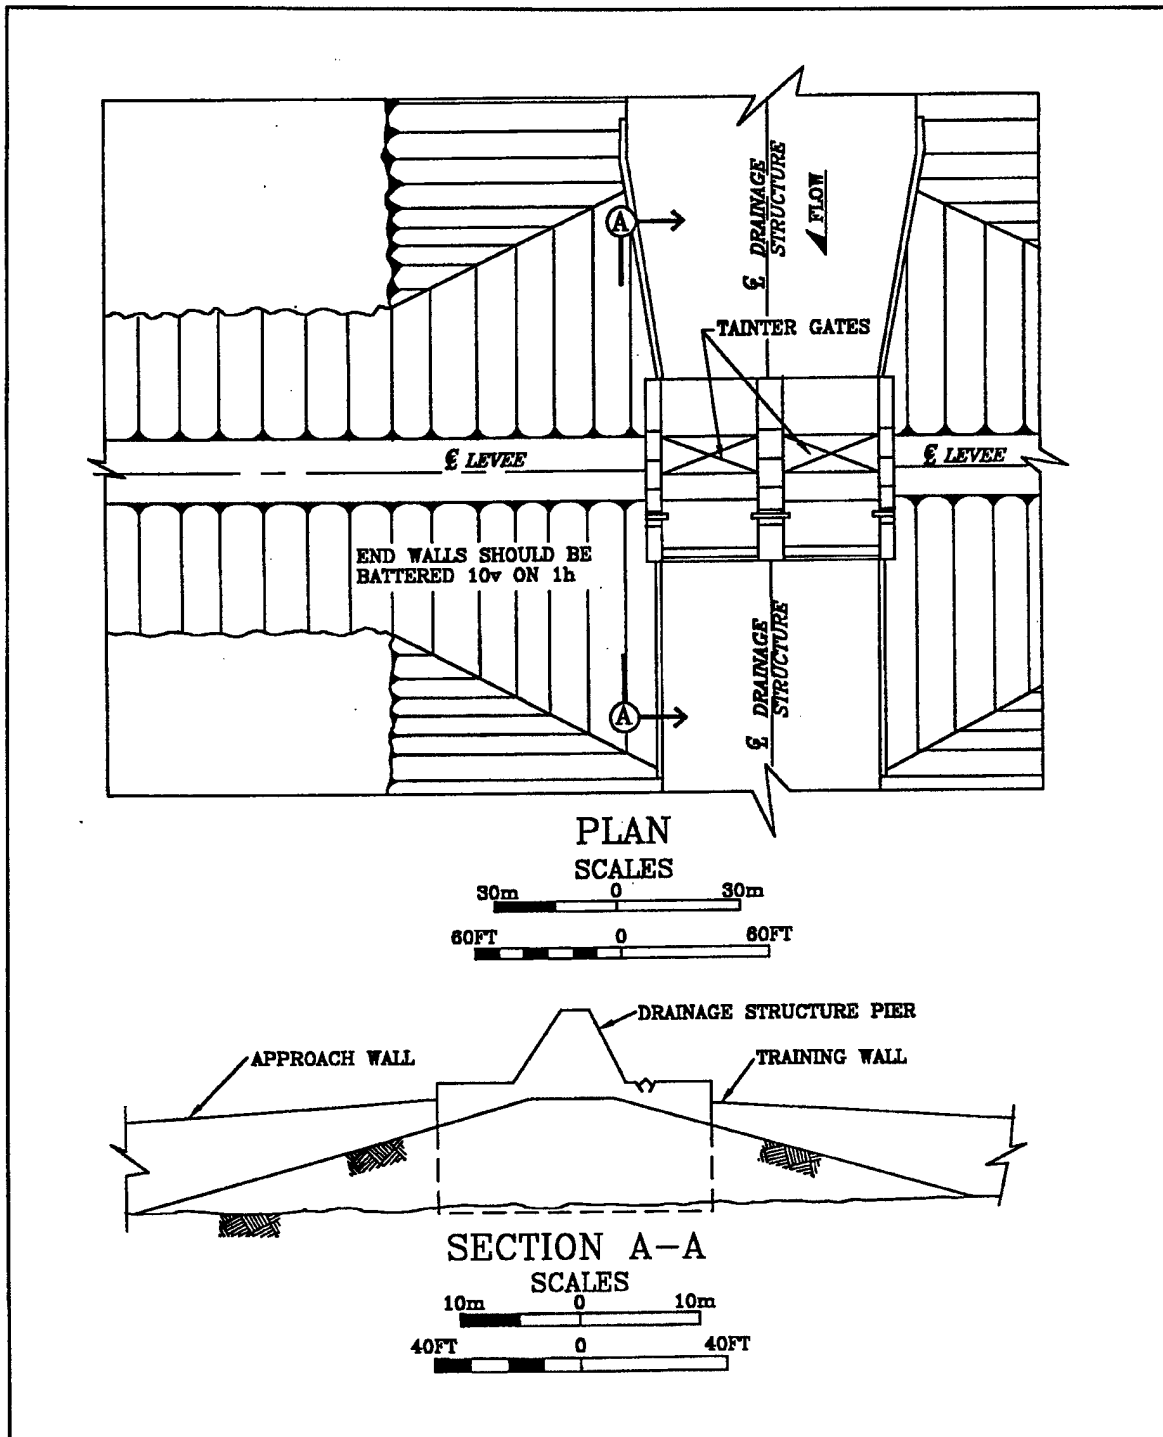 ℄ DRAINAGE
STRUCTURE
FLOW
A
TAINTER GATES
℄ LEVEE
℄ LEVEE
END WALLS SHOULD BE
BATTERED 10v ON 1h
A
℄ DRAINAGE
STRUCTURE
PLAN
SCALES
30m 0 30m
60FT 0 60FT
DRAINAGE STRUCTURE PIER
APPROACH WALL
TRAINING WALL
SECTION A-A
SCALES
10m 0 10m
40FT 0 40FT